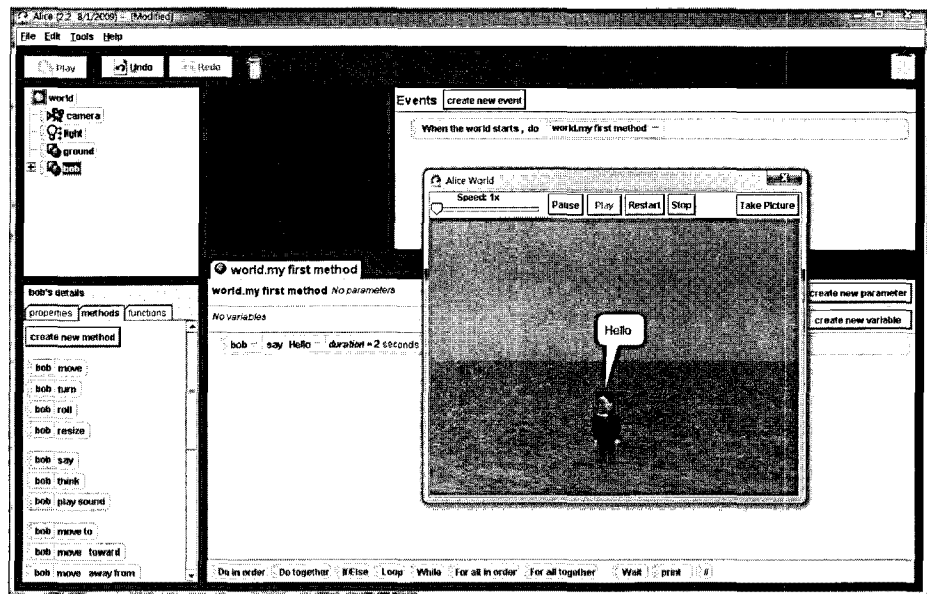 Alice (2.2 8/1/2009) - [Modified]
File Edit Tools Help
Play Undo Redo
world
camera
light
ground
bob
Events create new event
When the world starts, do world.my first method
Alice World
Speed: 1x Pause Play Restart Stop Take Picture
Hello
world.my first method
world.my first method No parameters
create new parameter
No variables
create new variable
bob say Hello duration = 2 seconds
bob's details
properties methods functions
create new method
bob move
bob turn
bob roll
bob resize
bob say
bob think
bob play sound
bob move to
bob move toward
bob move away from
Do in order Do together If/Else Loop While For all in order For all together Wait print //